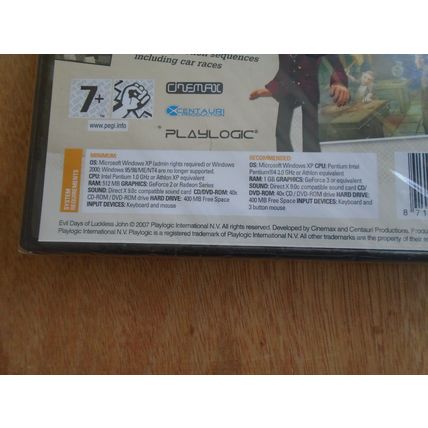 sequences
including car races
7+
www.pegi.info
CINEMAX
CENTAURI
PLAYLOGIC
SYSTEM REQUIREMENTS
MINIMUM
OS: Microsoft Windows XP (admin rights required) or Windows
2000; Windows 95/98/ME/NT4 are no longer supported.
CPU: Intel Pentium 1.0 GHz or Athlon XP equivalent
RAM: 512 MB GRAPHICS: GeForce 2 or Radeon Series
SOUND: Direct X 9.0c compatible sound card CD/DVD-ROM: 40x
CD-ROM / DVD-ROM drive HARD DRIVE: 400 MB Free Space
INPUT DEVICES: Keyboard and mouse
RECOMMENDED
OS: Microsoft Windows XP CPU: Pentium Intel
Pentium®4 2.0 GHz or Athlon equivalent
RAM: 1 GB GRAPHICS: GeForce 3 or equivalent
SOUND: Direct X 9.0c compatible sound card CD/
DVD-ROM: 40x CD / DVD-ROM drive HARD DRIVE:
400 MB Free Space INPUT DEVICES: Keyboard and
3 button mouse
8 71
Evil Days of Luckless John © 2007 Playlogic International N.V. Developed by Cinemax and Centauri Productions.
Playlogic International N.V. Playlogic is a registered trademark of Playlogic International N.V. All other trademarks are the property of